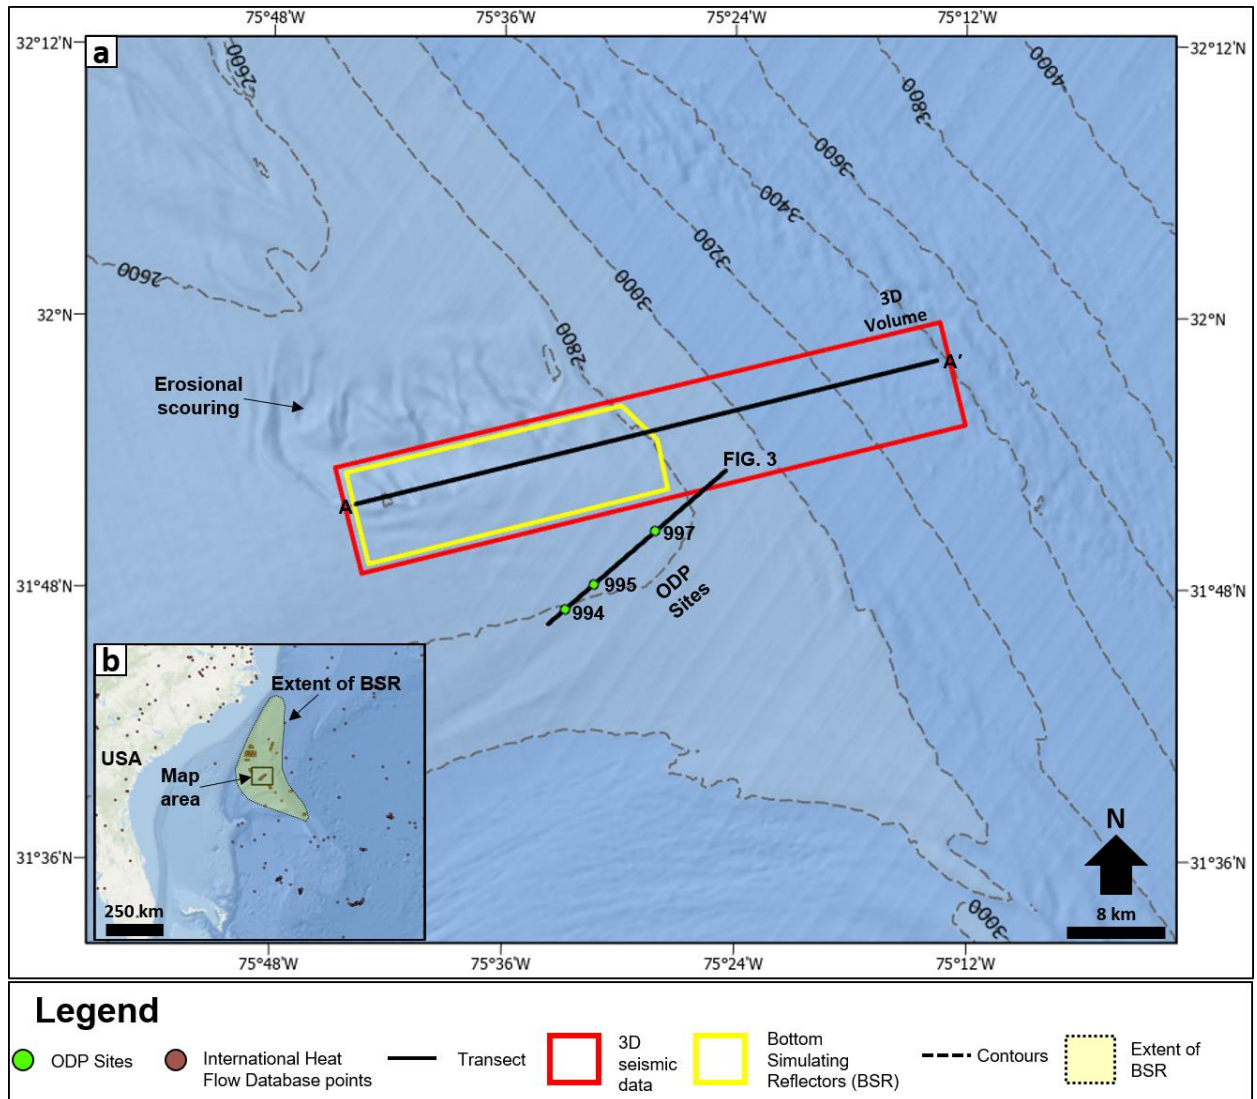 75°48'W
75°36'W
75°24'W
75°12'W
32°12'N
32°12'N
a
2600
4000
3800
3600
3400
3200
2600
3000
32°N
32°N
3D
Volume
2800
A′
Erosional
scouring
FIG. 3
A
997
995
994
ODP
Sites
31°48'N
31°48'N
b
Extent of BSR
USA
Map
area
250 km
31°36'N
31°36'N
N
3000
8 km
75°48'W
75°36'W
75°24'W
75°12'W
Legend
ODP Sites
International Heat
Flow Database points
Transect
3D
seismic
data
Bottom
Simulating
Reflectors (BSR)
Contours
Extent of
BSR